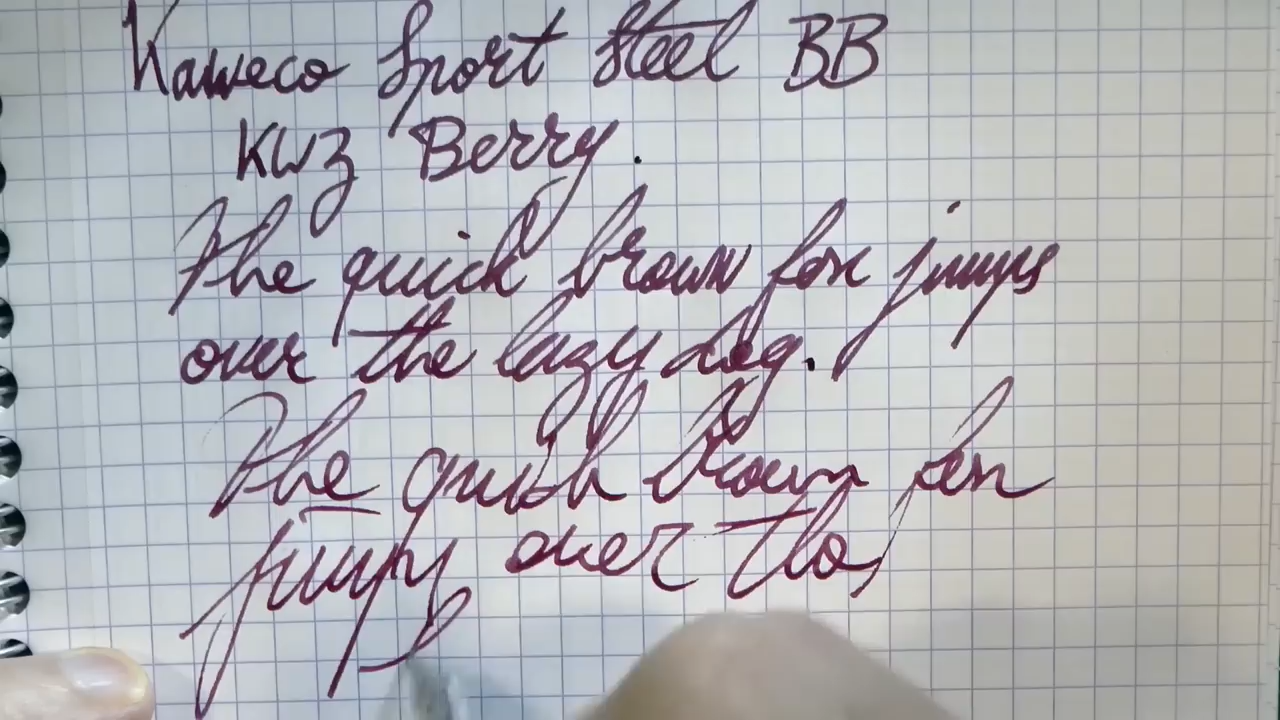 Kaweco Sport Steel BB
KWZ Berry.
The quick brown fox jumps
over the lazy dog.
The quick brown fox
jumps over the